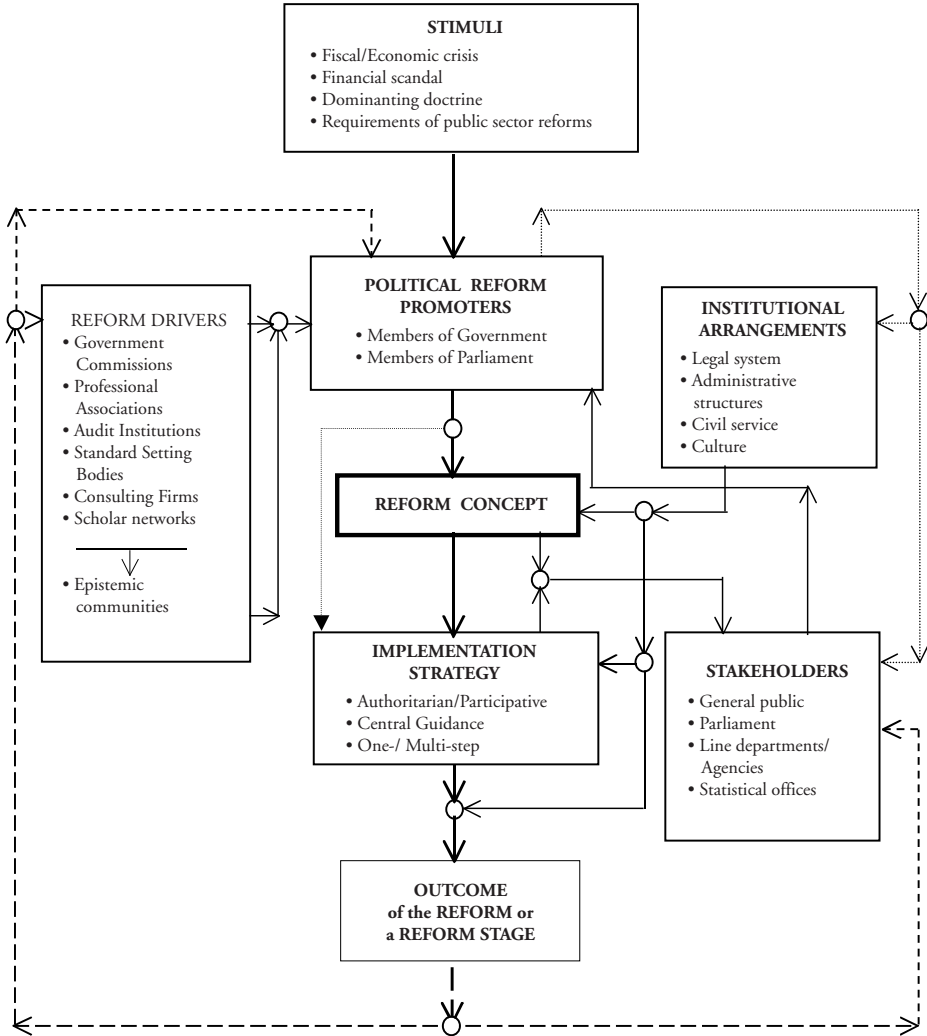 STIMULI
• Fiscal/Economic crisis
• Financial scandal
• Dominanting doctrine
• Requirements of public sector reforms
POLITICAL REFORM
PROMOTERS
• Members of Government
• Members of Parliament
REFORM DRIVERS
• Government
Commissions
• Professional
Associations
• Audit Institutions
• Standard Setting
Bodies
• Consulting Firms
• Scholar networks
• Epistemic
communities
INSTITUTIONAL
ARRANGEMENTS
• Legal system
• Administrative
structures
• Civil service
• Culture
REFORM CONCEPT
IMPLEMENTATION
STRATEGY
• Authoritarian/Participative
• Central Guidance
• One-/ Multi-step
STAKEHOLDERS
• General public
• Parliament
• Line departments/
Agencies
• Statistical offices
OUTCOME
of the REFORM or
a REFORM STAGE